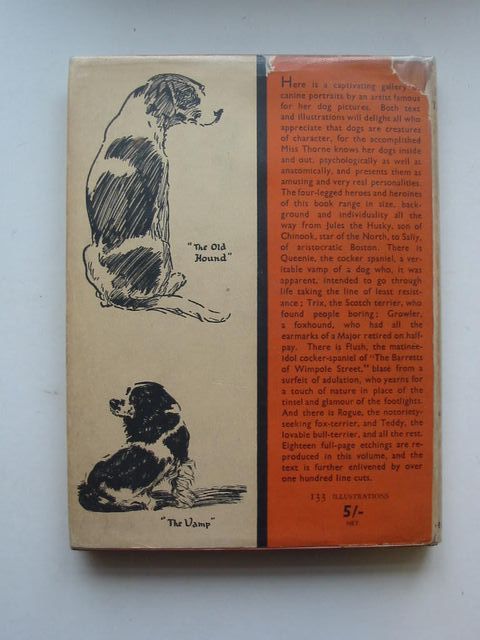 "The Old
Hound"
"The Vamp"
Here is a captivating gallery
canine portraits by an artist famous
for her dog pictures. Both text
and illustrations will delight all who
appreciate that dogs are creatures
of character, for the accomplished
Miss Thorne knows her dogs inside
and out, psychologically as well as
anatomically, and presents them as
amusing and very real personalities.
The four-legged heroes and heroines
of this book range in size, back-
ground and individuality all the
way from Jules the Husky, son of
Chinook, star of the North, to Sally,
of aristocratic Boston. There is
Queenie, the cocker spaniel, a ver-
itable vamp of a dog who, it was
apparent, intended to go through
life taking the line of least resist-
ance; Trix, the Scotch terrier, who
found people boring; Growler,
a foxhound, who had all the
earmarks of a Major retired on half-
pay. There is Flush, the matinée-
idol cocker-spaniel of "The Barretts
of Wimpole Street," blasé from a
surfeit of adulation, who yearns for
a touch of nature in place of the
tinsel and glamour of the footlights.
And there is Rogue, the notoriety-
seeking fox-terrier, and Teddy, the
lovable bull-terrier, and all the rest.
Eighteen full-page etchings are re-
produced in this volume, and the
text is further enlivened by over
one hundred line cuts.
133 ILLUSTRATIONS
5/-
NET